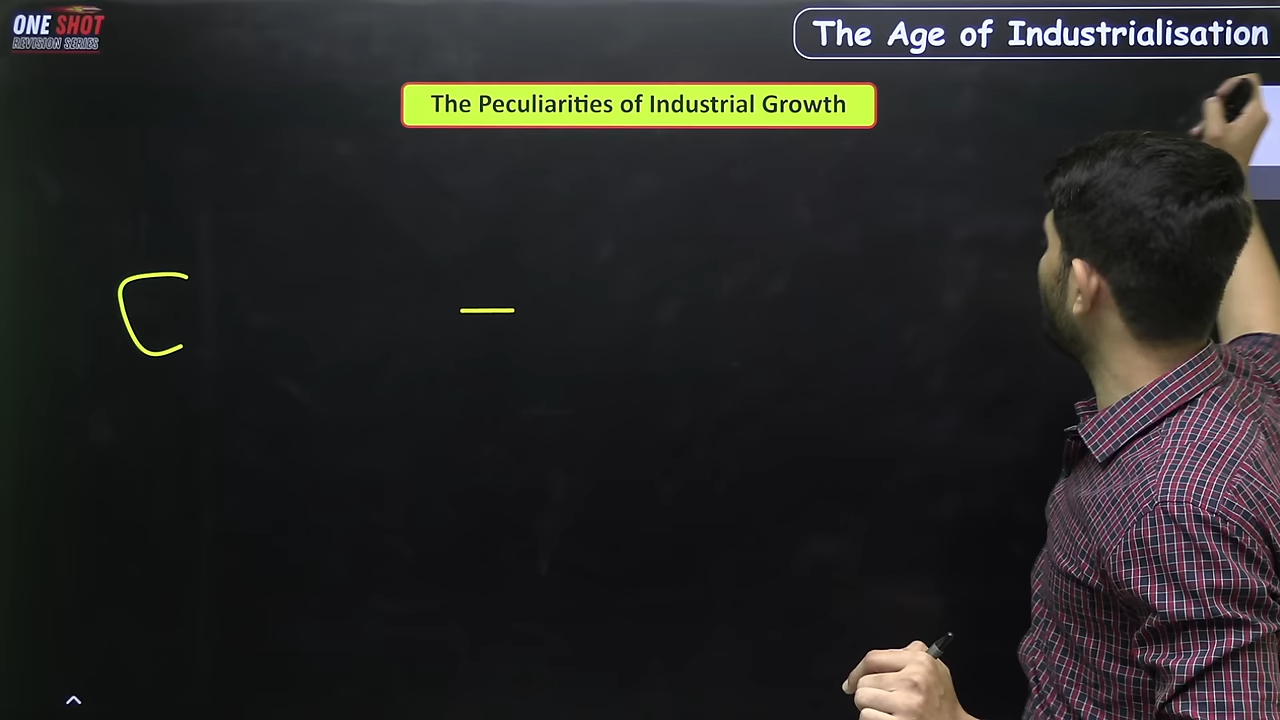 ONE SHOT
REVISION SERIES
The Age of Industrialisation
The Peculiarities of Industrial Growth